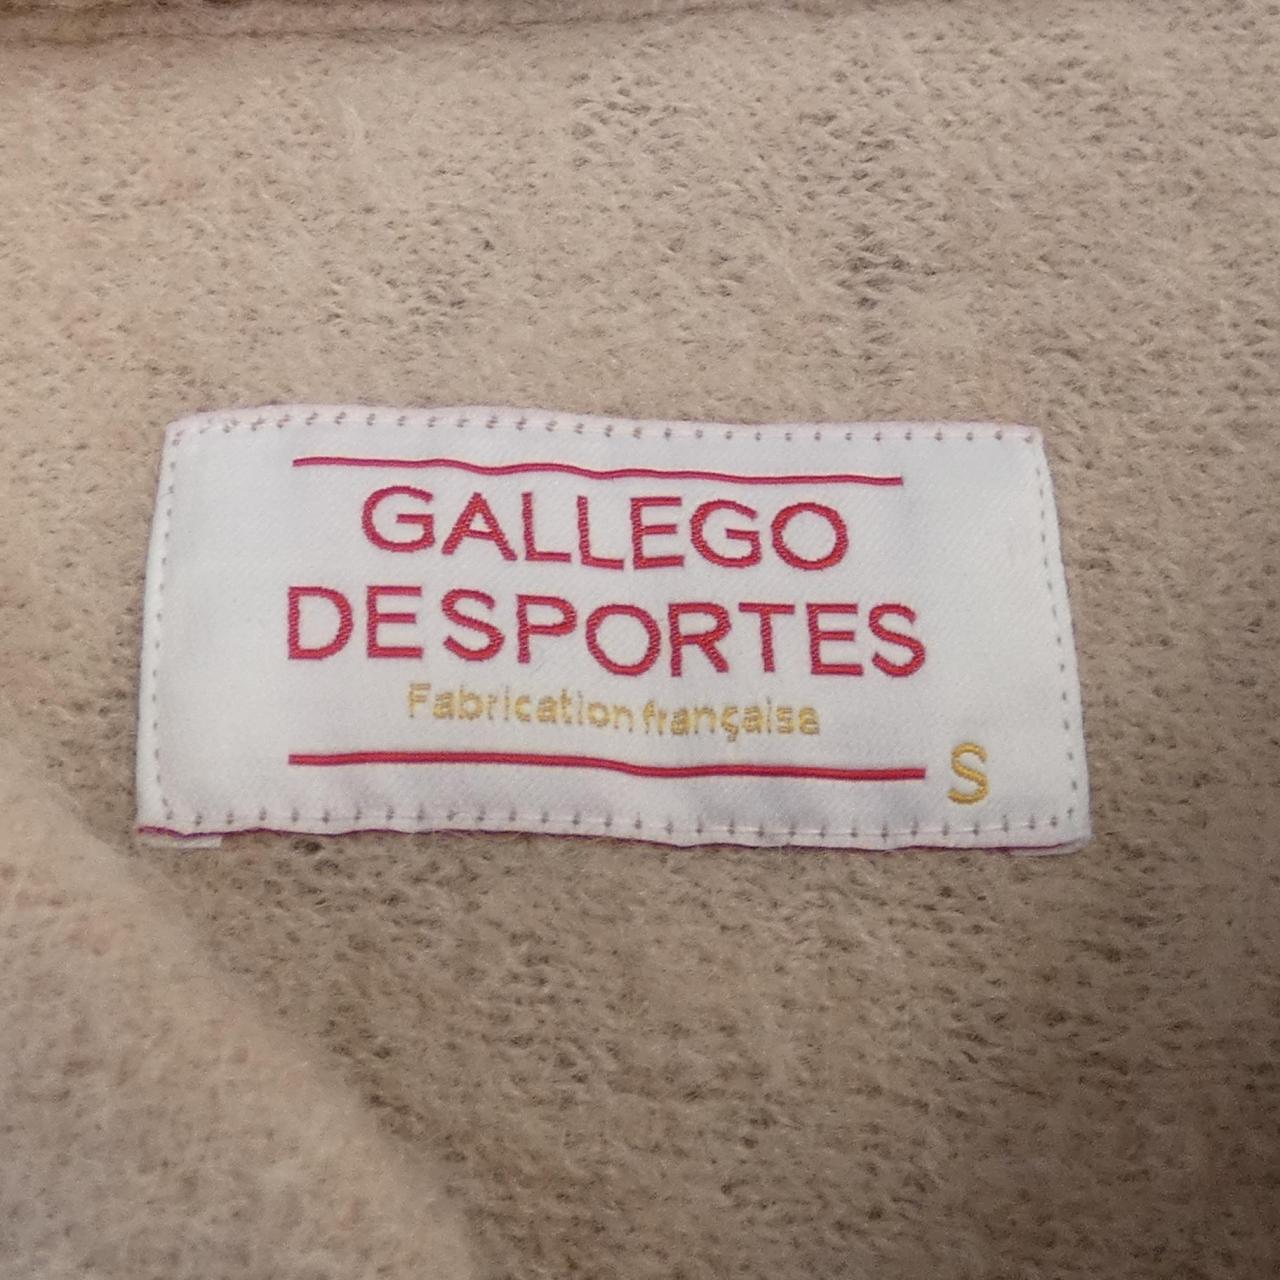 GALLEGO
DESPORTES
Fabrication française
S